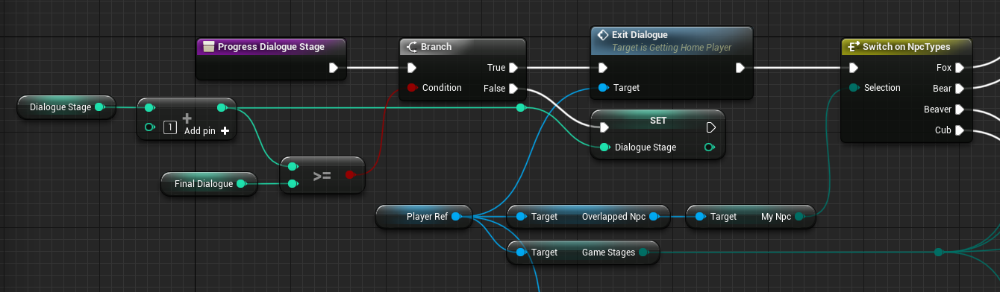 Progress Dialogue Stage
Branch
True
Condition
False
Exit Dialogue
Target is Getting Home Player
Target
Switch on NpcTypes
Fox
Selection
Bear
Beaver
Cub
Dialogue Stage
1
Add pin +
SET
Dialogue Stage
Final Dialogue
>=
Player Ref
Target Overlapped Npc
Target My Npc
Target Game Stages